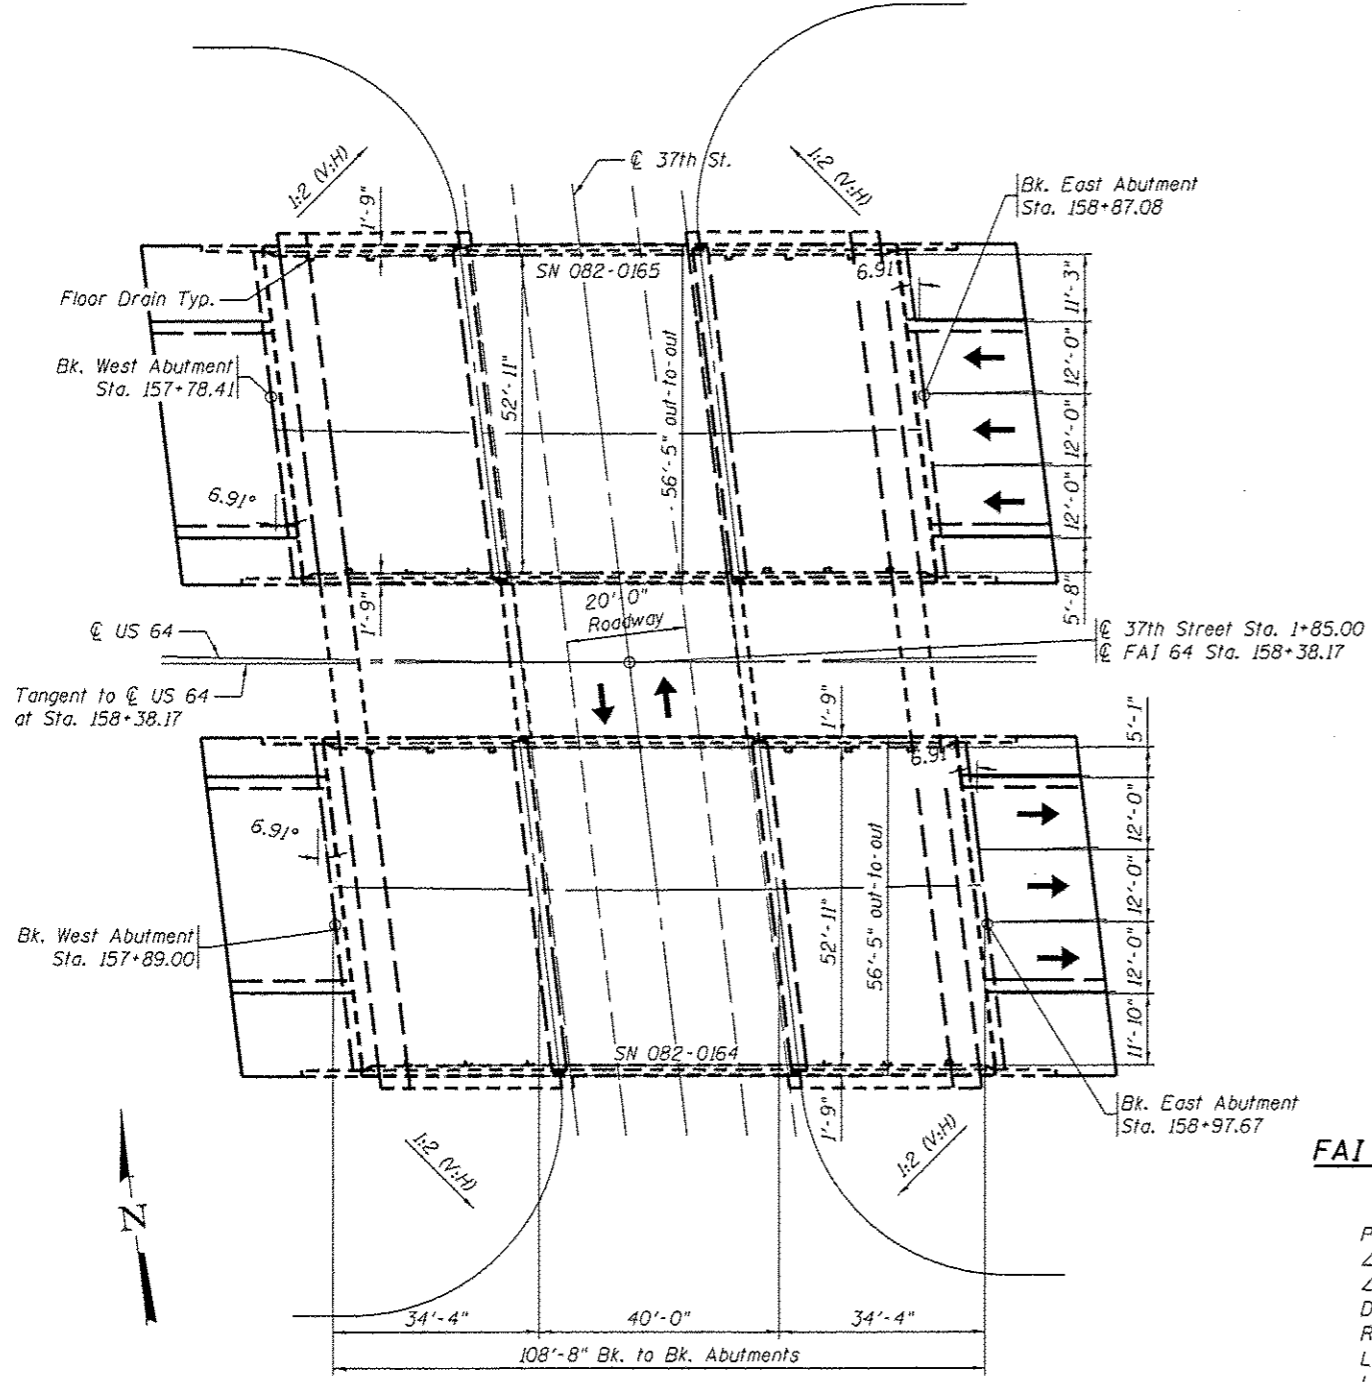 ℄ 37th St.
1:2 (V:H)
1:2 (V:H)
1'-9"
Bk. East Abutment
Sta. 158+87.08
SN 082-0165
6.91
Floor Drain Typ.
11'-3"
Bk. West Abutment
Sta. 157+78.41
52'-11"
56'-5" out-to-out
12'-0"
12'-0"
12'-0"
6.91°
1'-9"
20'-0"
Roadway
5'-8"
℄ US 64
℄ 37th Street Sta. 1+85.00
℄ FAI 64 Sta. 158+38.17
Tangent to ℄ US 64
at Sta. 158+38.17
1'-9"
5'-1"
6.91
6.91°
12'-0"
12'-0"
12'-0"
52'-11"
56'-5" out-to-out
Bk. West Abutment
Sta. 157+89.00
11'-10"
SN 082-0164
1'-9"
Bk. East Abutment
Sta. 158+97.67
1:2 (V:H)
1:2 (V:H)
FAI
N
P
D
R
L
34'-4"
40'-0"
34'-4"
108'-8" Bk. to Bk. Abutments